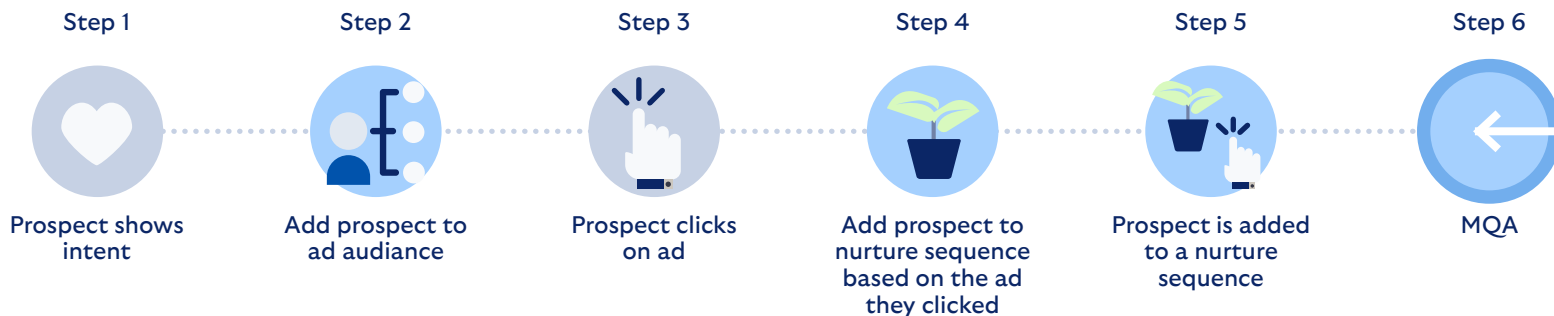 Step 1
Step 2
Step 3
Step 4
Step 5
Step 6
Prospect shows
intent
Add prospect to
ad audiance
Prospect clicks
on ad
Add prospect to
nurture sequence
based on the ad
they clicked
Prospect is added
to a nurture
sequence
MQA